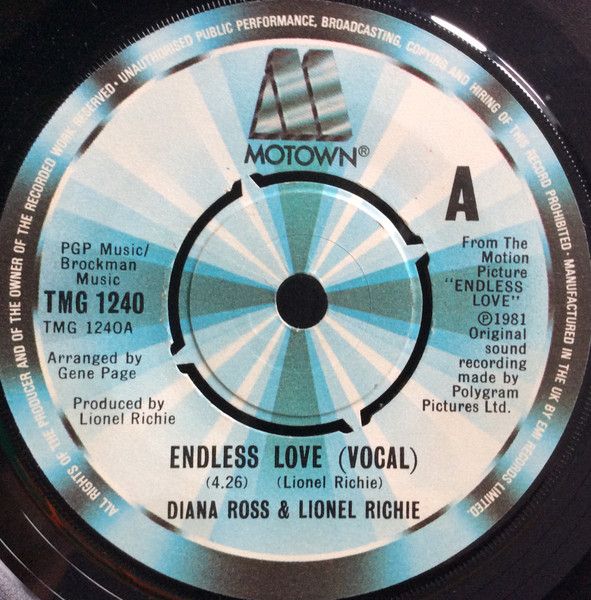 ALL RIGHTS OF THE PRODUCER AND OF THE OWNER OF THE RECORDED WORK RESERVED · UNAUTHORISED PUBLIC PERFORMANCE, BROADCASTING, COPYING AND HIRING OF THIS RECORD PROHIBITED · MANUFACTURED IN THE UK BY EMI RECORDS LIMITED.
MOTOWN®
A
PGP Music/
Brockman
Music
TMG 1240
TMG 1240A
Arranged by
Gene Page
Produced by
Lionel Richie
From The
Motion
Picture
"ENDLESS
LOVE"
℗1981
Original
sound
recording
made by
Polygram
Pictures Ltd.
ENDLESS LOVE (VOCAL)
(4.26) (Lionel Richie)
DIANA ROSS & LIONEL RICHIE